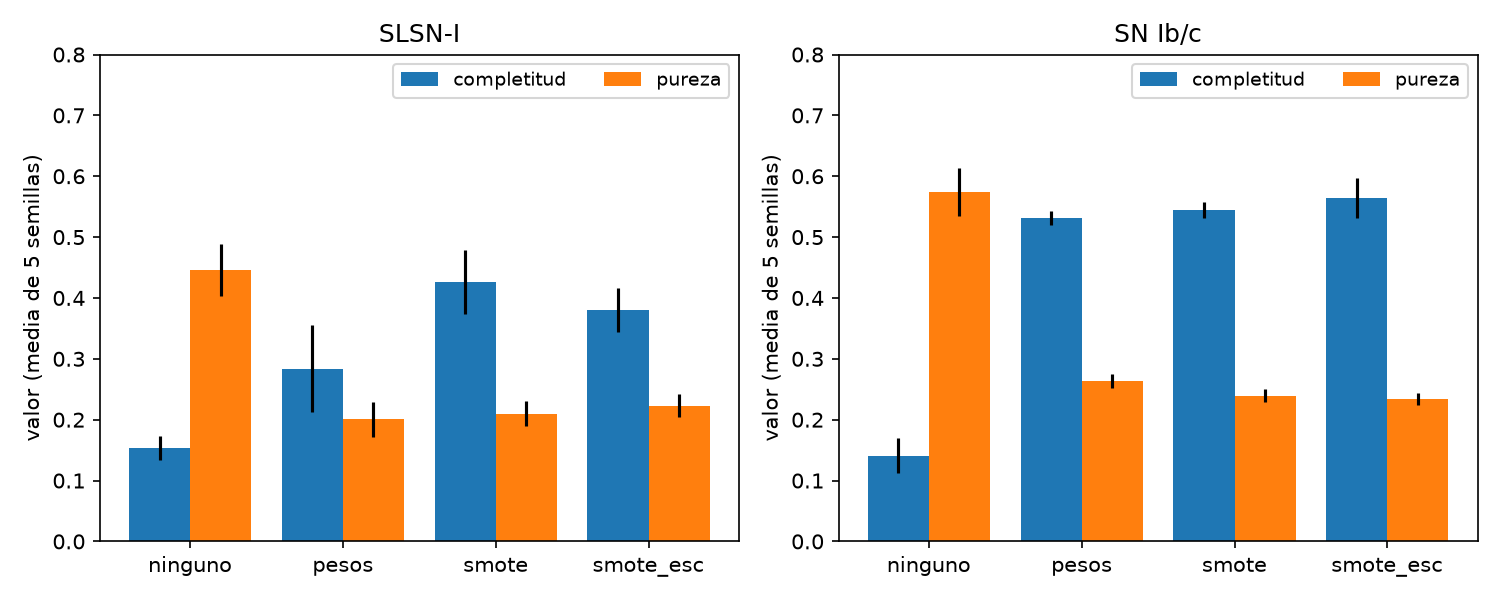 SLSN-I
completitud pureza
valor (media de 5 semillas)
0.8
0.7
0.6
0.5
0.4
0.3
0.2
0.1
0.0
ninguno pesos smote smote_esc
SN Ib/c
completitud pureza
valor (media de 5 semillas)
0.8
0.7
0.6
0.5
0.4
0.3
0.2
0.1
0.0
ninguno pesos smote smote_esc